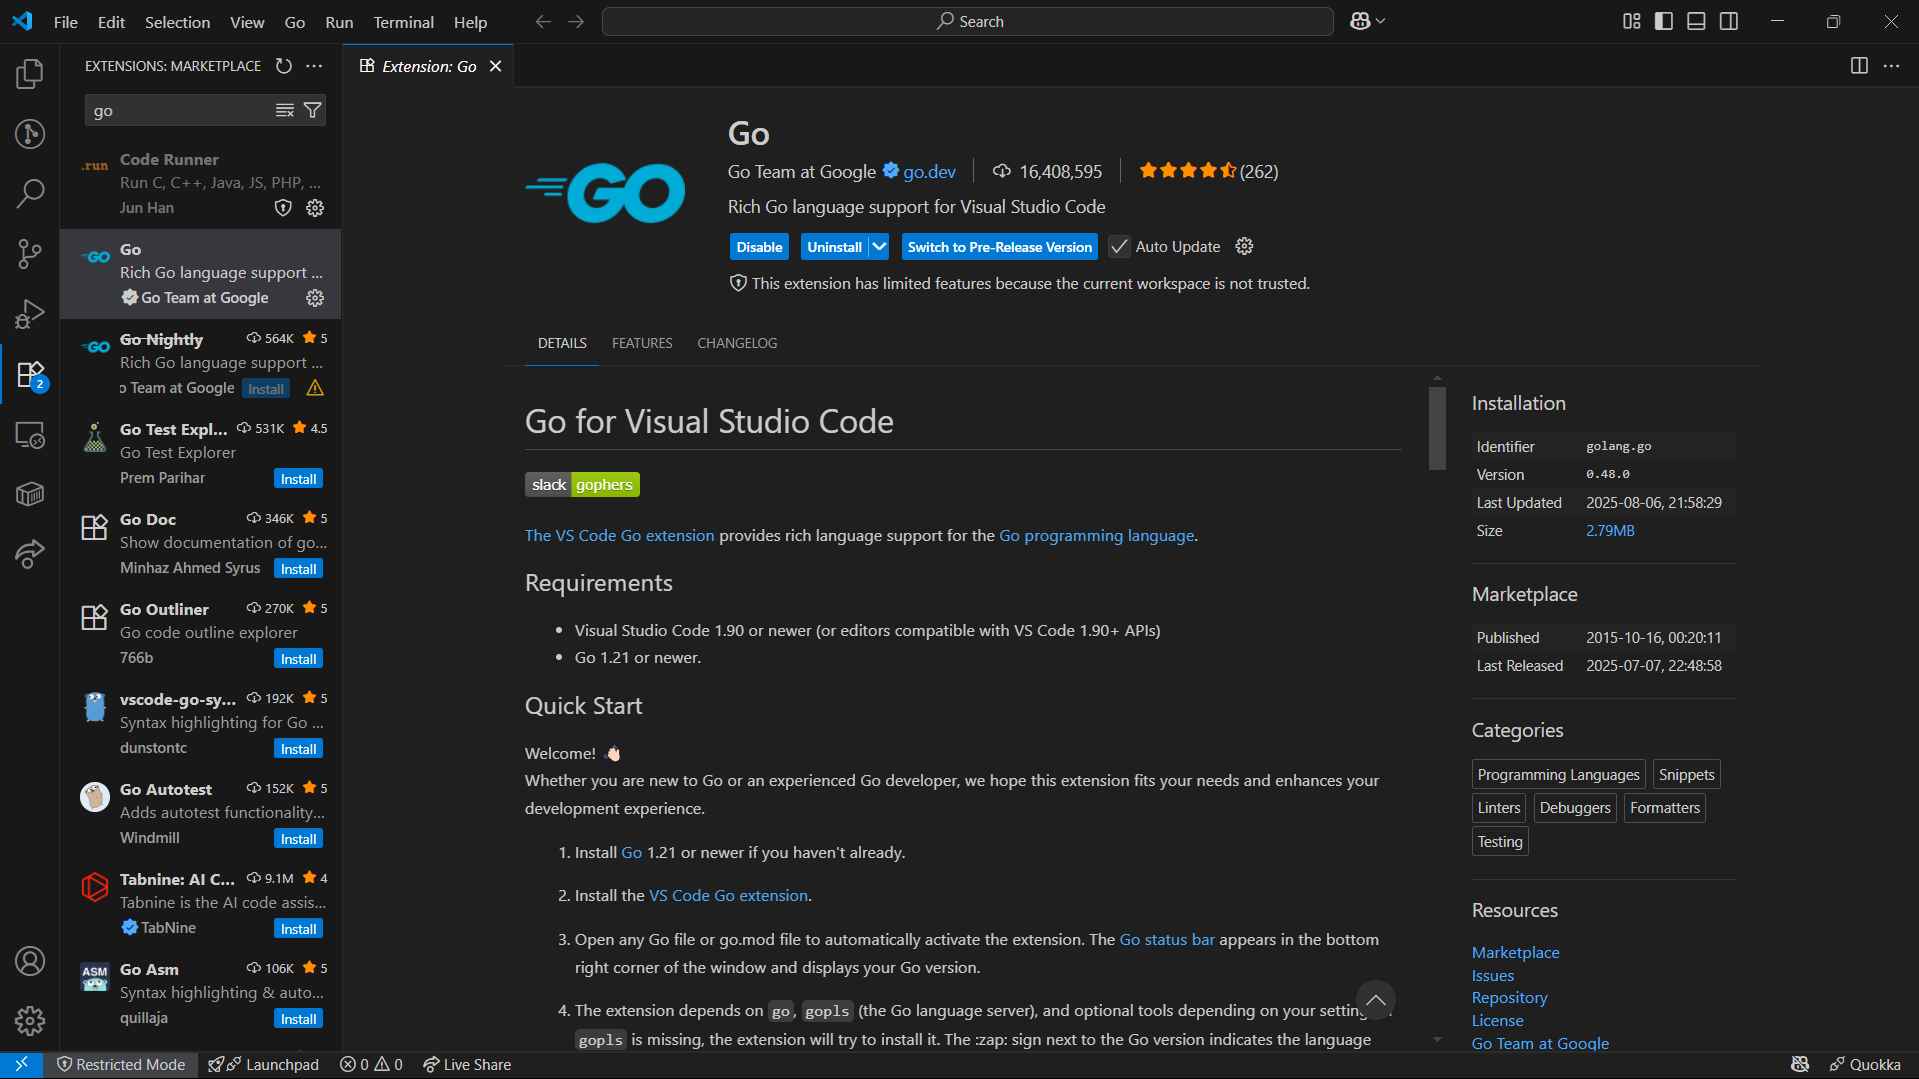 File Edit Selection View Go Run Terminal Help
Search
EXTENSIONS: MARKETPLACE
Extension: Go
go
.run
Code Runner
Run C, C++, Java, JS, PHP, ...
Jun Han
GO
Go
Rich Go language support ...
Go Team at Google
GO
Go Nightly 564K 5
Rich Go language support ...
o Team at Google Install
Go Test Expl... 531K 4.5
Go Test Explorer
Prem Parihar Install
Go Doc 346K 5
Show documentation of go...
Minhaz Ahmed Syrus Install
Go Outliner 270K 5
Go code outline explorer
766b Install
vscode-go-sy... 192K 5
Syntax highlighting for Go ...
dunstontc Install
Go Autotest 152K 5
Adds autotest functionality...
Windmill Install
Tabnine: AI C... 9.1M 4
Tabnine is the AI code assis...
TabNine Install
ASM
Go Asm 106K 5
Syntax highlighting & auto...
quillaja Install
2
GO
Go
Go Team at Google go.dev 16,408,595 (262)
Rich Go language support for Visual Studio Code
Disable Uninstall Switch to Pre-Release Version Auto Update
This extension has limited features because the current workspace is not trusted.
DETAILS FEATURES CHANGELOG
Go for Visual Studio Code
slack gophers
The VS Code Go extension provides rich language support for the Go programming language.
Requirements
• Visual Studio Code 1.90 or newer (or editors compatible with VS Code 1.90+ APIs)
• Go 1.21 or newer.
Quick Start
Welcome! 👋🏻
Whether you are new to Go or an experienced Go developer, we hope this extension fits your needs and enhances your
development experience.
1. Install Go 1.21 or newer if you haven't already.
2. Install the VS Code Go extension.
3. Open any Go file or go.mod file to automatically activate the extension. The Go status bar appears in the bottom
right corner of the window and displays your Go version.
4. The extension depends on go, gopls (the Go language server), and optional tools depending on your
gopls is missing, the extension will try to install it. The :zap: sign next to the Go version indicates the language
Installation
Identifier golang.go
Version 0.48.0
Last Updated 2025-08-06, 21:58:29
Size 2.79MB
Marketplace
Published 2015-10-16, 00:20:11
Last Released 2025-07-07, 22:48:58
Categories
Programming Languages Snippets
Linters Debuggers Formatters
Testing
Resources
Marketplace
Issues
Repository
License
Go Team at Google
Restricted Mode Launchpad 0 0 Live Share Quokka